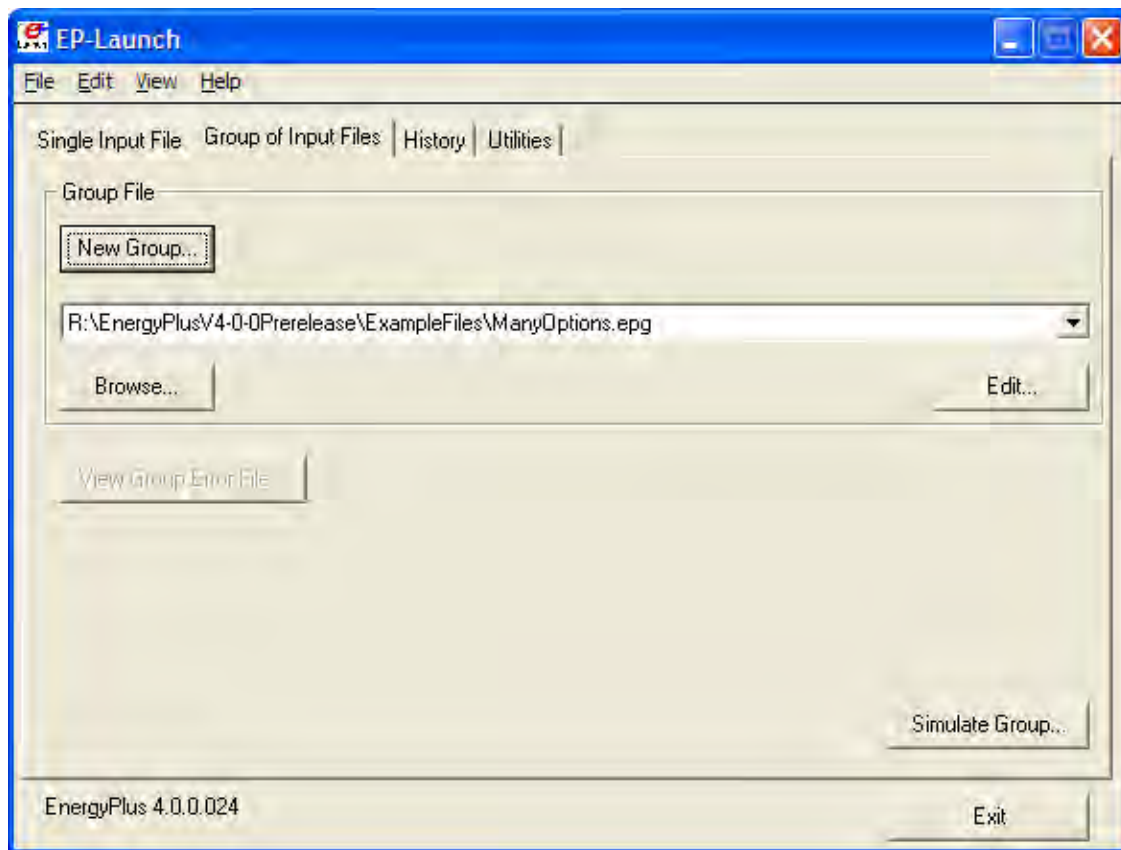 EP-Launch
File Edit View Help
Single Input File Group of Input Files History Utilities
Group File
New Group...
R:\EnergyPlusV4-0-0Prerelease\ExampleFiles\ManyOptions.epg
Browse... Edit...
View Group Error File
Simulate Group...
EnergyPlus 4.0.0.024
Exit